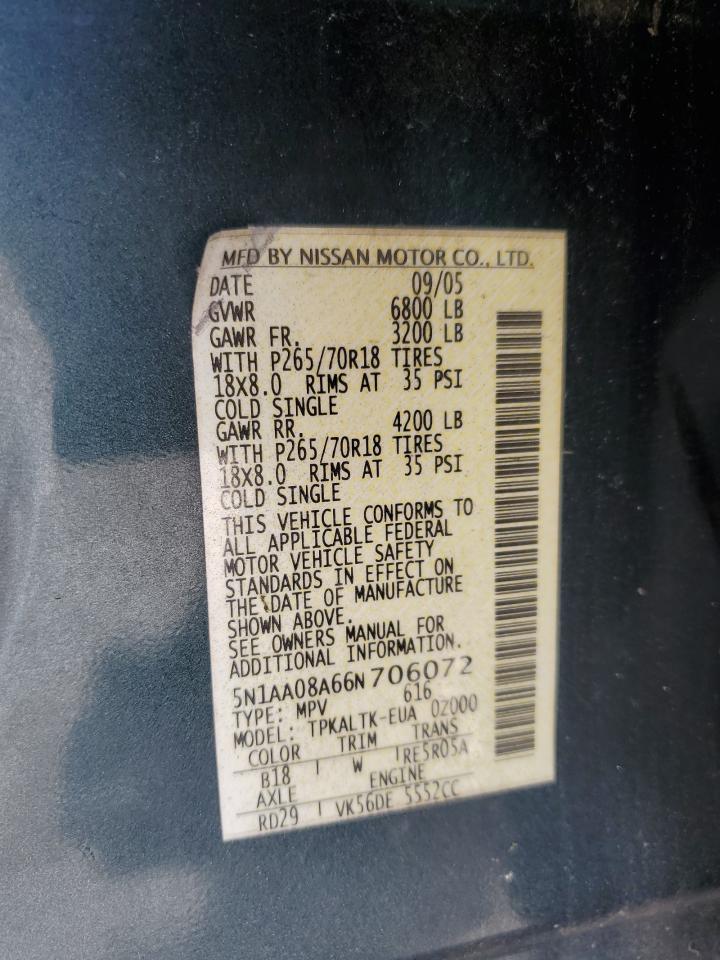 MFD BY NISSAN MOTOR CO., LTD.
DATE 09/05
GVWR 6800 LB
GAWR FR. 3200 LB
WITH P265/70R18 TIRES
18X8.0 RIMS AT 35 PSI
COLD SINGLE
GAWR RR. 4200 LB
WITH P265/70R18 TIRES
18X8.0 RIMS AT 35 PSI
COLD SINGLE
THIS VEHICLE CONFORMS TO
ALL APPLICABLE FEDERAL
MOTOR VEHICLE SAFETY
STANDARDS IN EFFECT ON
THE DATE OF MANUFACTURE
SHOWN ABOVE.
SEE OWNERS MANUAL FOR
ADDITIONAL INFORMATION.
5N1AA08A66N706072
TYPE: MPV 616
MODEL: TPKALTK-EUA 0Z000
COLOR TRIM TRANS
B18 W RE5R05A
AXLE ENGINE
RD29 VK56DE 5552CC